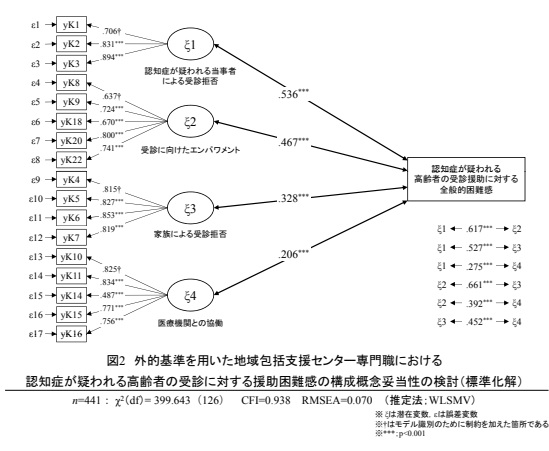 ε1 yK1 .706†
ε2 yK2 .831***
ε3 yK3 .894***
ξ1
認知症が疑われる当事者
による受診拒否
ε4 yK8 .637†
ε5 yK9 .724***
ε6 yK18 .670***
ε7 yK20 .800***
ε8 yK22 .741***
ξ2
受診に向けたエンパワメント
ε9 yK4 .815†
ε10 yK5 .827***
ε11 yK6 .853***
ε12 yK7 .819***
ξ3
家族による受診拒否
ε13 yK10 .825†
ε14 yK11 .834***
ε15 yK14 .487***
ε16 yK15 .771***
ε17 yK16 .756***
ξ4
医療機関との協働
.536***
.467***
.328***
.206***
認知症が疑われる
高齢者の受診援助に対する
全般的困難感
ξ1 .617*** ξ2
ξ1 .527*** ξ3
ξ1 .275*** ξ4
ξ2 .661*** ξ3
ξ2 .392*** ξ4
ξ3 .452*** ξ4
図2 外的基準を用いた地域包括支援センター専門職における
認知症が疑われる高齢者の受診に対する援助困難感の構成概念妥当性の検討(標準化解)
n=441 : χ²(df)= 399.643 (126) CFI=0.938 RMSEA=0.070 (推定法;WLSMV)
※ ξは潜在変数、εは誤差変数
※†はモデル識別のために制約を加えた箇所である
※***;p<0.001